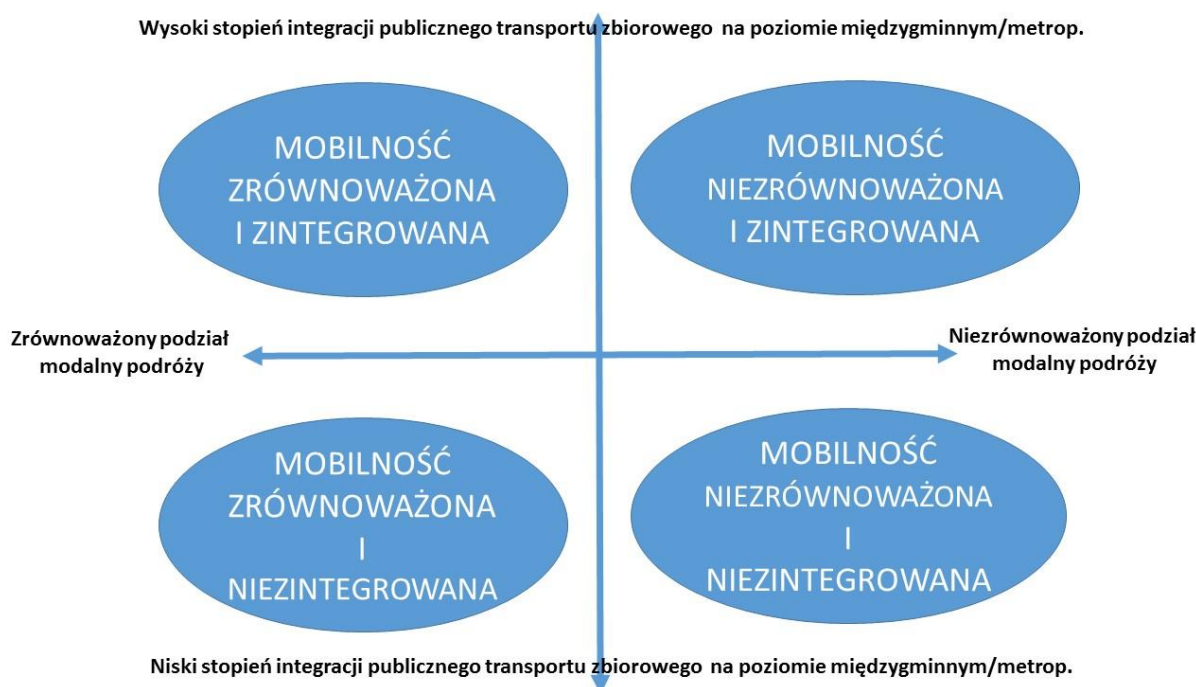 Wysoki stopień integracji publicznego transportu zbiorowego na poziomie międzygminnym/metrop.
MOBILNOŚĆ
ZRÓWNOWAŻONA
I ZINTEGROWANA
MOBILNOŚĆ
NIEZRÓWNOWAŻONA
I ZINTEGROWANA
Zrównoważony podział
modalny podróży
Niezrównoważony podział
modalny podróży
MOBILNOŚĆ
ZRÓWNOWAŻONA
I
NIEZINTEGROWANA
MOBILNOŚĆ
NIEZRÓWNOWAŻONA
I
NIEZINTEGROWANA
Niski stopień integracji publicznego transportu zbiorowego na poziomie międzygminnym/metrop.